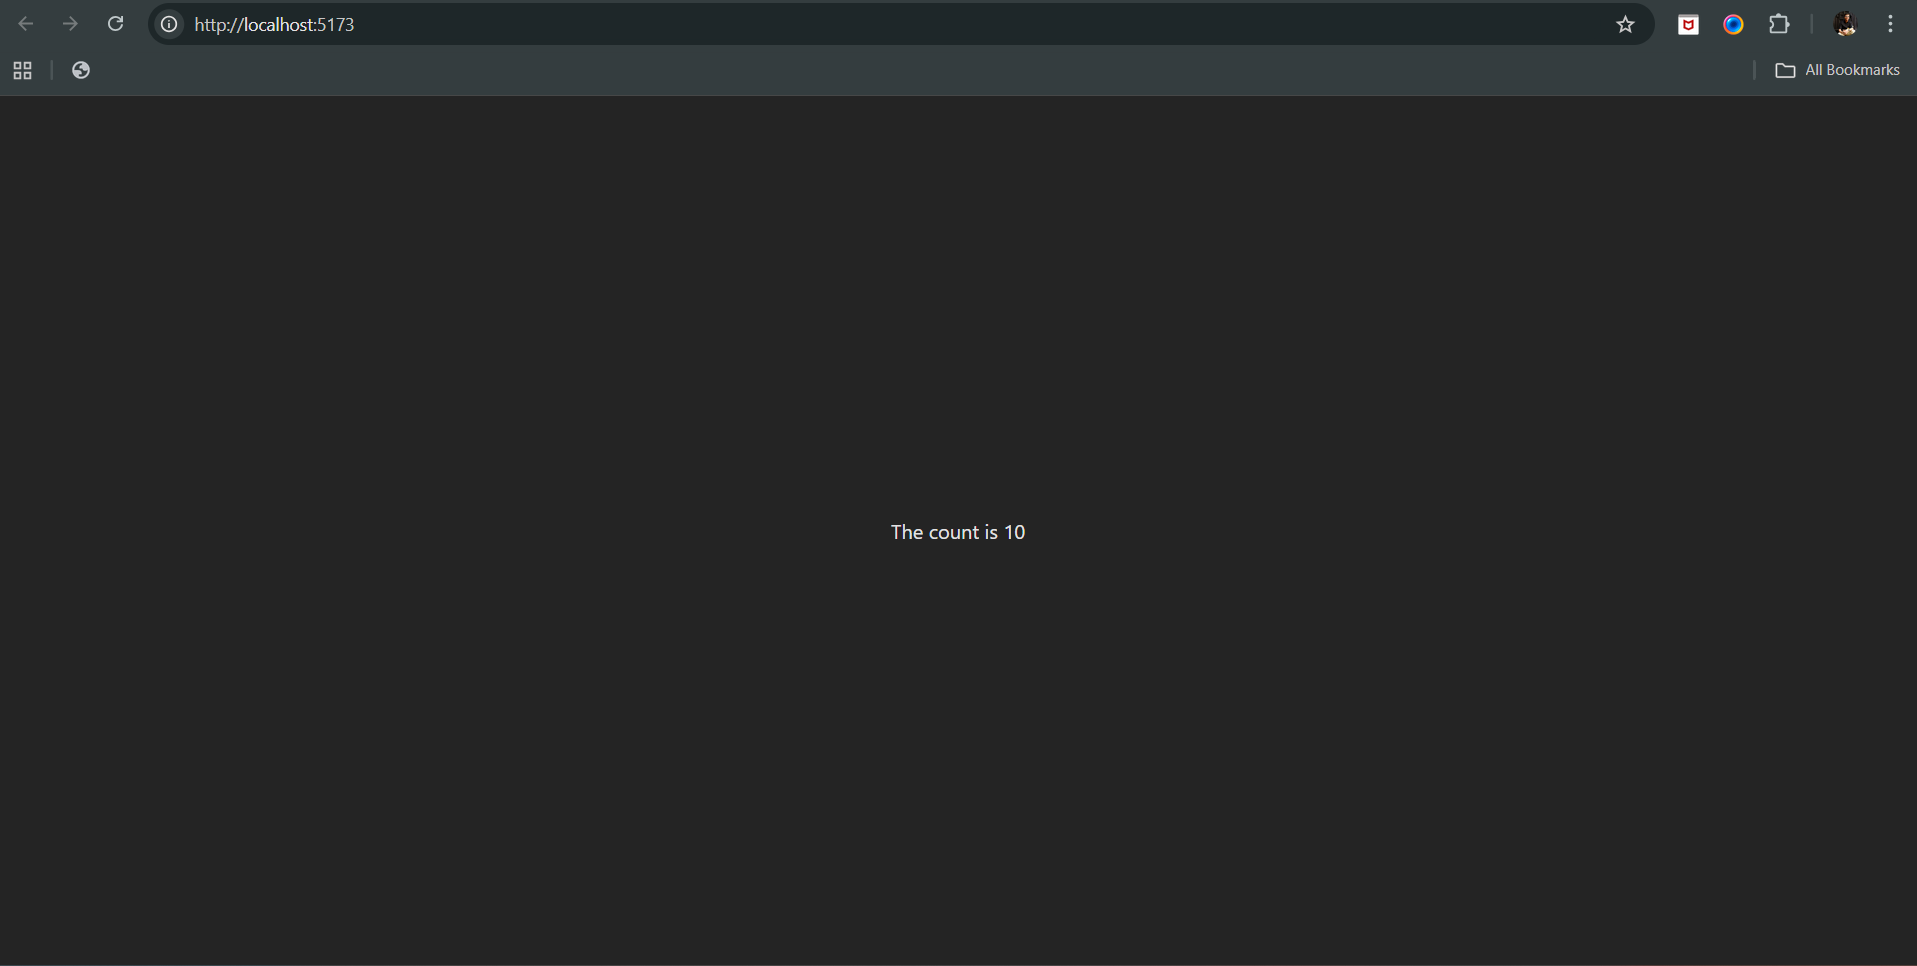 http://localhost:5173
All Bookmarks
The count is 10